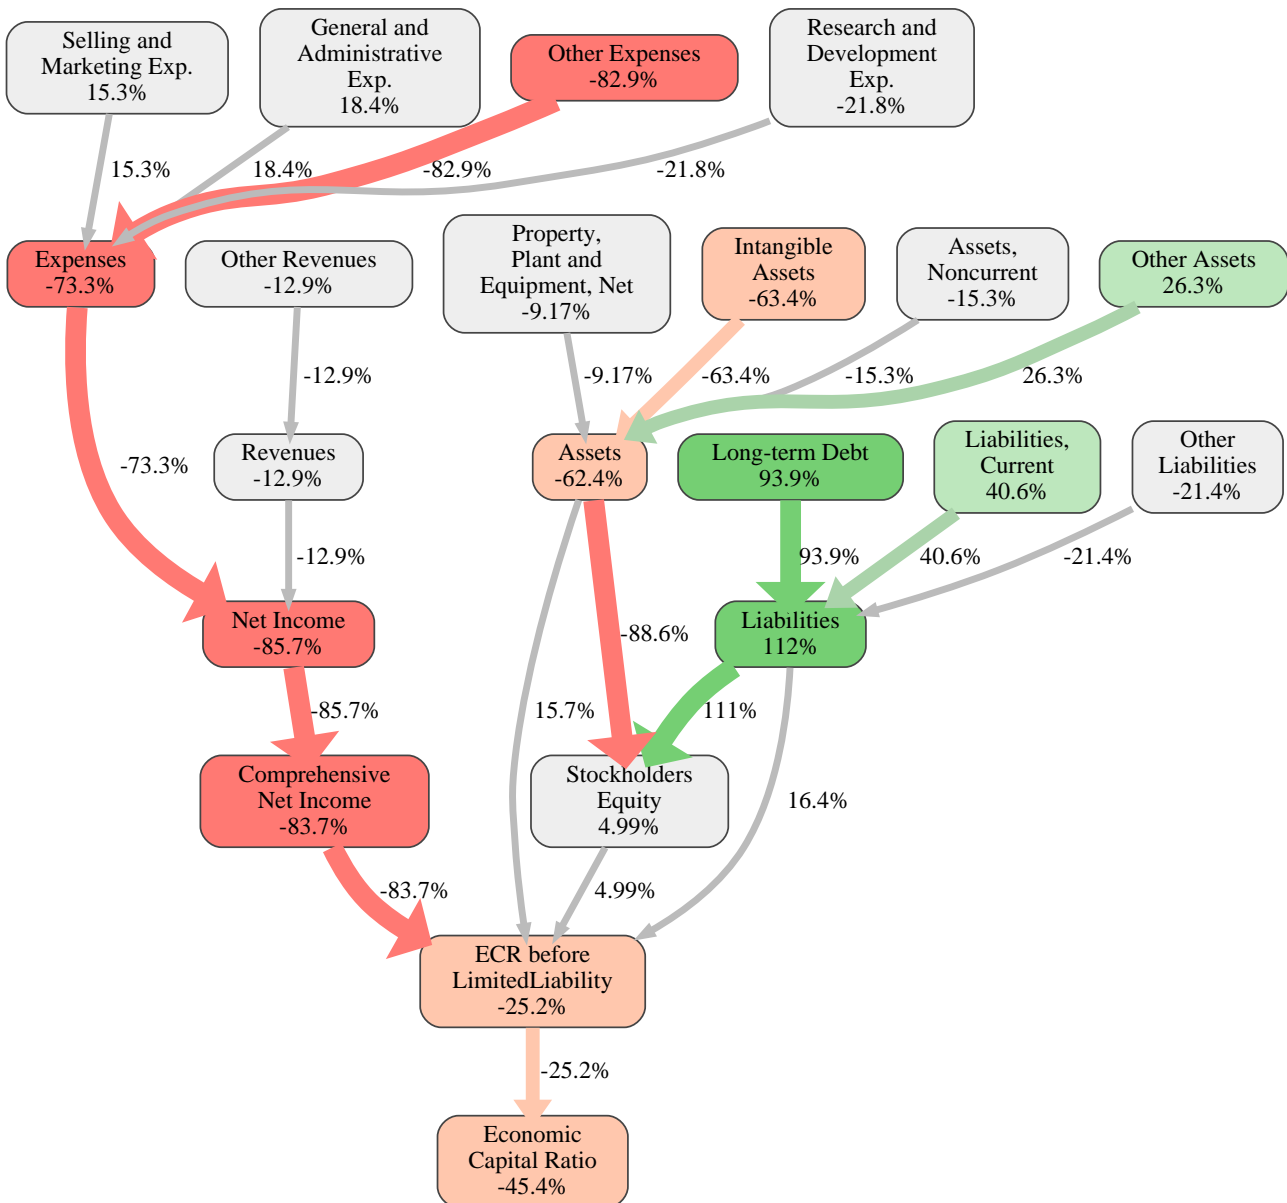 Selling and
Marketing Exp.
15.3%
General and
Administrative
Exp.
18.4%
Other Expenses
-82.9%
Research and
Development
Exp.
-21.8%
15.3%
18.4%
-82.9%
-21.8%
Expenses
-73.3%
Other Revenues
-12.9%
Property,
Plant and
Equipment, Net
-9.17%
Intangible
Assets
-63.4%
Assets,
Noncurrent
-15.3%
Other Assets
26.3%
-12.9%
-9.17%
-63.4%
-15.3%
26.3%
-73.3%
Revenues
-12.9%
Assets
-62.4%
Long-term Debt
93.9%
Liabilities,
Current
40.6%
Other
Liabilities
-21.4%
-12.9%
93.9%
40.6%
-21.4%
Net Income
-85.7%
-88.6%
Liabilities
112%
-85.7%
15.7%
111%
16.4%
Comprehensive
Net Income
-83.7%
Stockholders
Equity
4.99%
-83.7%
4.99%
ECR before
LimitedLiability
-25.2%
-25.2%
Economic
Capital Ratio
-45.4%